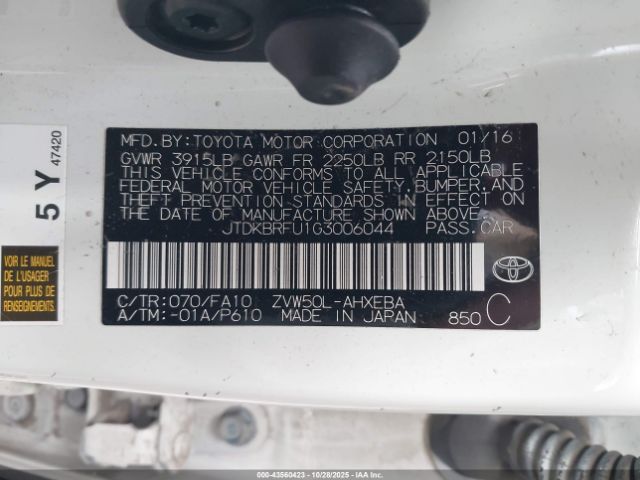 MFD.BY:TOYOTA MOTOR CORPORATION 01/16
GVWR 3915LB GAWR FR 2250LB RR 2150LB
THIS VEHICLE CONFORMS TO ALL APPLICABLE
FEDERAL MOTOR VEHICLE SAFETY,BUMPER,AND
THEFT PREVENTION STANDARDS IN EFFECT ON
THE DATE OF MANUFACTURE SHOWN ABOVE.
JTDKBRFU1G3006044 PASS.CAR
C/TR:070/FA10 ZVW50L-AHXEBA
A/TM:-01A/P610 MADE IN JAPAN 850 C
TOYOTA
5 Y 47420
VOIR LE MANUEL
DE L'USAGER
POUR PLUS DE
RENSEIGNEMENTS
000-43560423 - 10/28/2025 - IAAI.COM